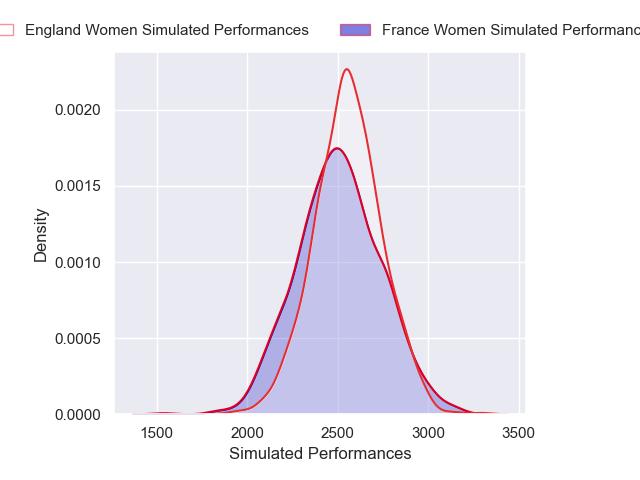 England Women Simulated Performances France Women Simulated Performanc
0.0020
0.0015
0.0010
0.0005
0.0000
Density
1500 2000 2500 3000 3500
Simulated Performances